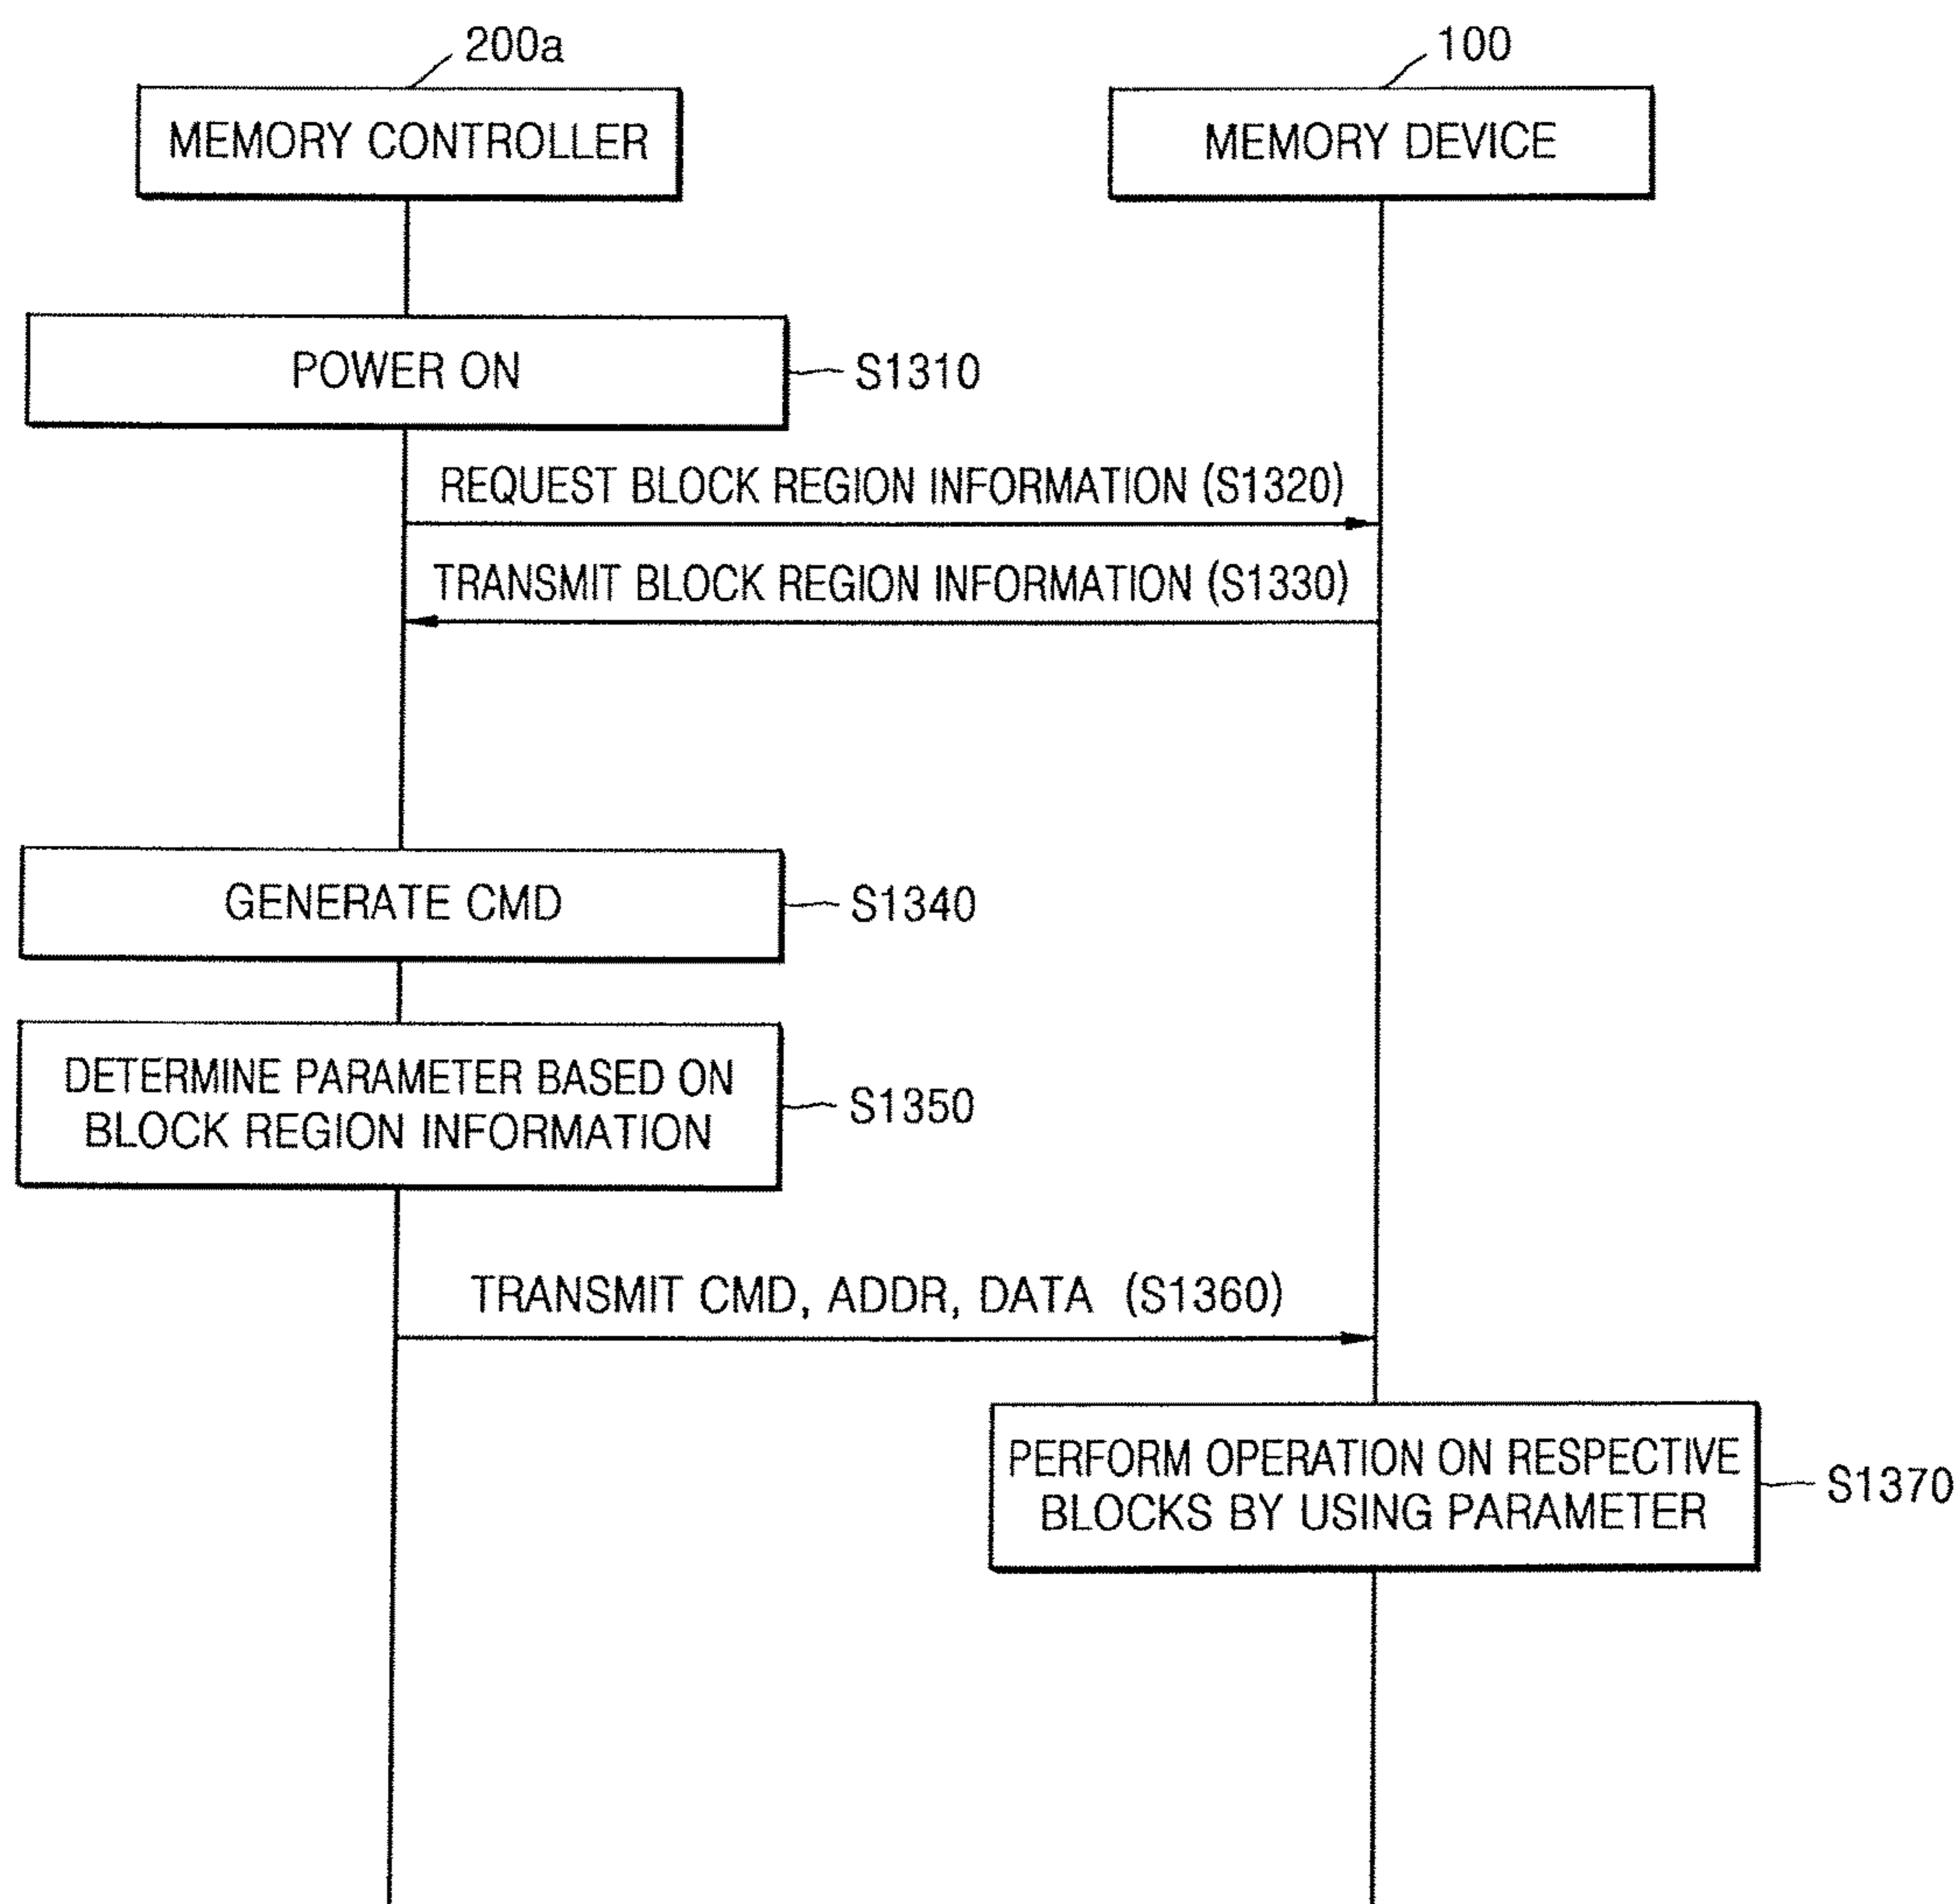 200a
100
MEMORY CONTROLLER
MEMORY DEVICE
POWER ON
S1310
REQUEST BLOCK REGION INFORMATION (S1320)
TRANSMIT BLOCK REGION INFORMATION (S1330)
GENERATE CMD
S1340
DETERMINE PARAMETER BASED ON
BLOCK REGION INFORMATION
S1350
TRANSMIT CMD, ADDR, DATA (S1360)
PERFORM OPERATION ON RESPECTIVE
BLOCKS BY USING PARAMETER
S1370